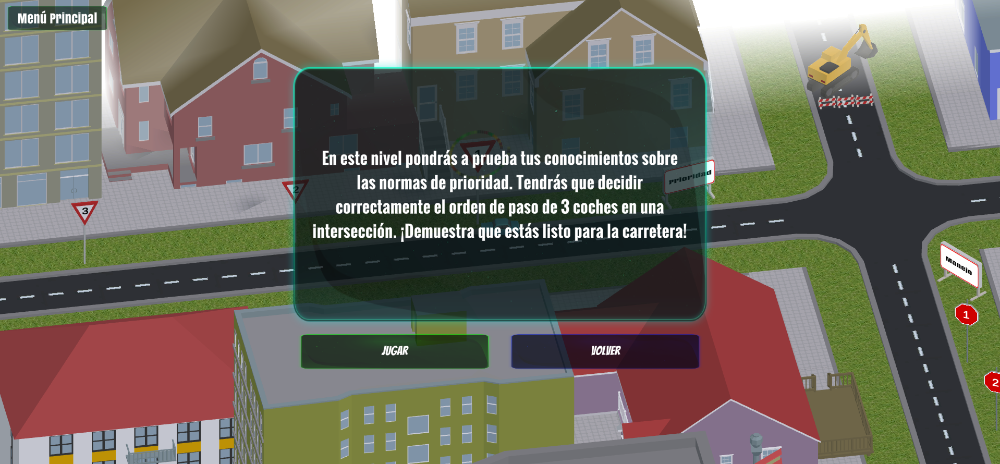 Menú Principal
En este nivel pondrás a prueba tus conocimientos sobre
las normas de prioridad. Tendrás que decidir
correctamente el orden de paso de 3 coches en una
intersección. ¡Demuestra que estás listo para la carretera!
1
Prioridad
2
3
Manejo
1
2
JUGAR
VOLVER